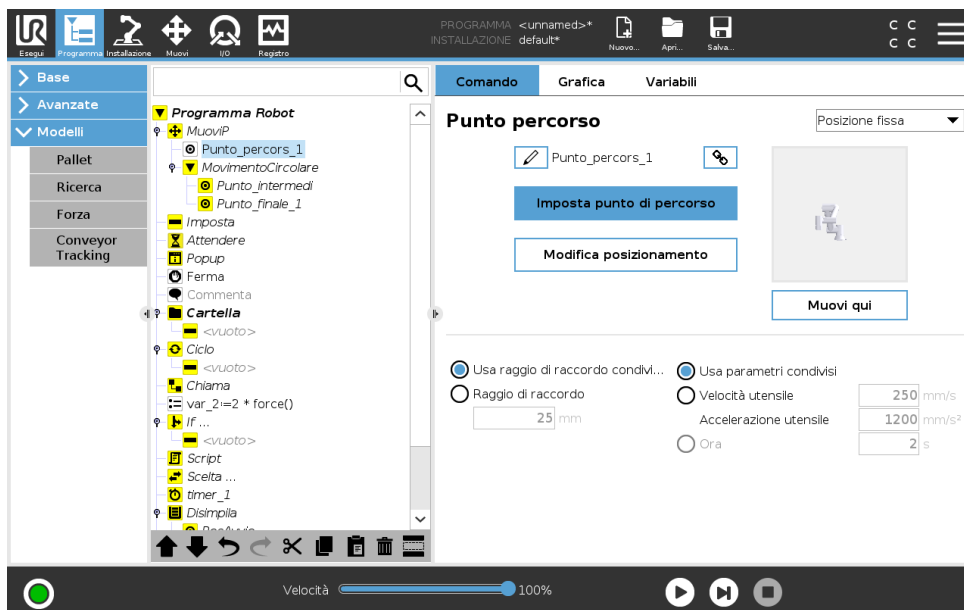 Esegui
Programma
Installazione
Muovi
I/O
Registro
PROGRAMMA <unnamed>*
INSTALLAZIONE default*
Nuovo...
Apri...
Salva...
C C
C C
Base
Avanzate
Modelli
Pallet
Ricerca
Forza
Conveyor
Tracking
Programma Robot
MuoviP
Punto_percors_1
MovimentoCircolare
Punto_intermedi
Punto_finale_1
Imposta
Attendere
Popup
Ferma
Commenta
Cartella
<vuoto>
Ciclo
<vuoto>
Chiama
var_2:=2 * force()
If ...
<vuoto>
Script
Scelta ...
timer_1
Disimpila
Comando Grafica Variabili
Punto percorso
Posizione fissa
Punto_percors_1
Imposta punto di percorso
Modifica posizionamento
Muovi qui
Usa raggio di raccordo condivi...
Raggio di raccordo
25 mm
Usa parametri condivisi
Velocità utensile 250 mm/s
Accelerazione utensile 1200 mm/s²
Ora 2 s
Velocità 100%